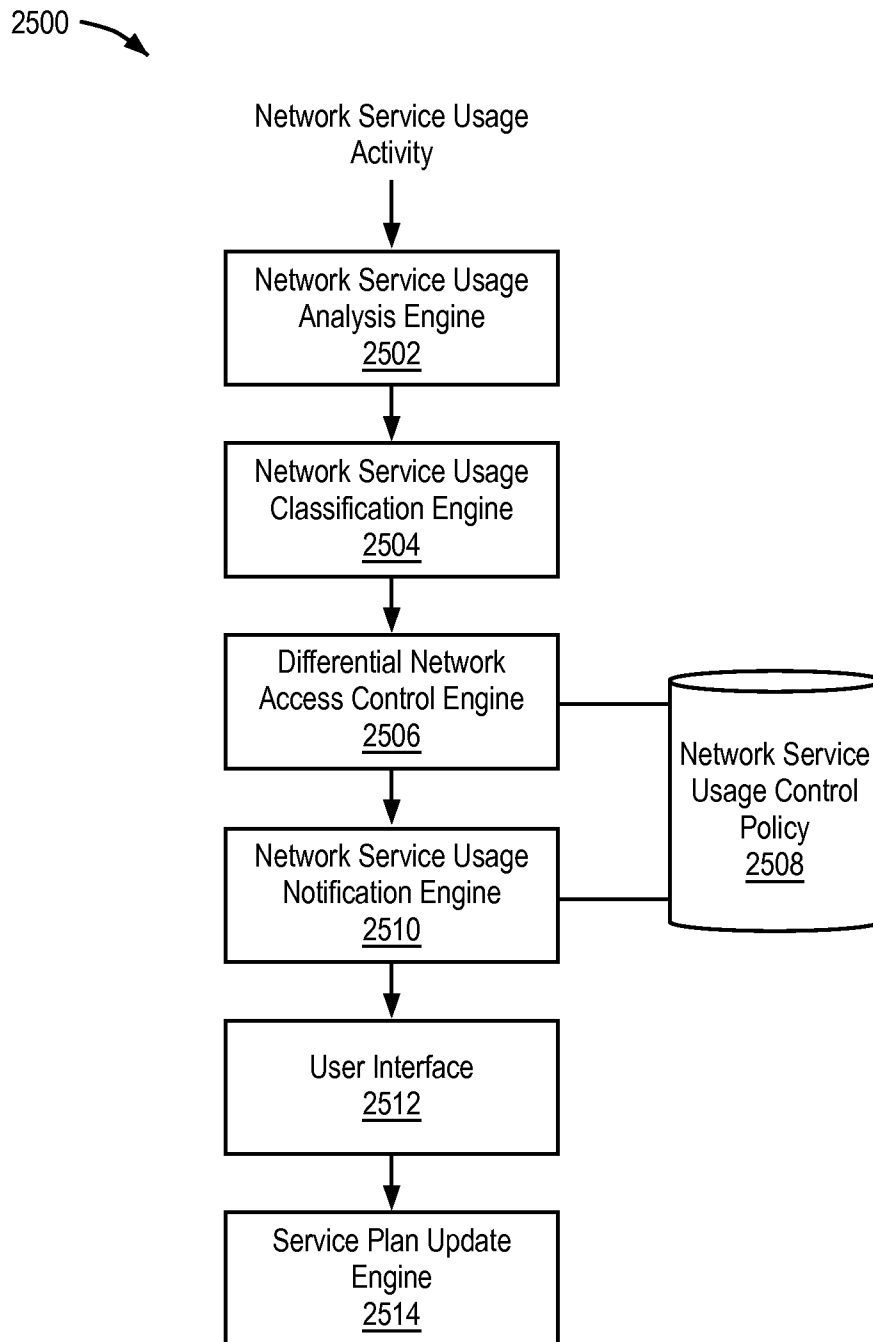 2500
Network Service Usage
Activity
Network Service Usage
Analysis Engine
2502
Network Service Usage
Classification Engine
2504
Differential Network
Access Control Engine
2506
Network Service
Usage Control
Policy
2508
Network Service Usage
Notification Engine
2510
User Interface
2512
Service Plan Update
Engine
2514